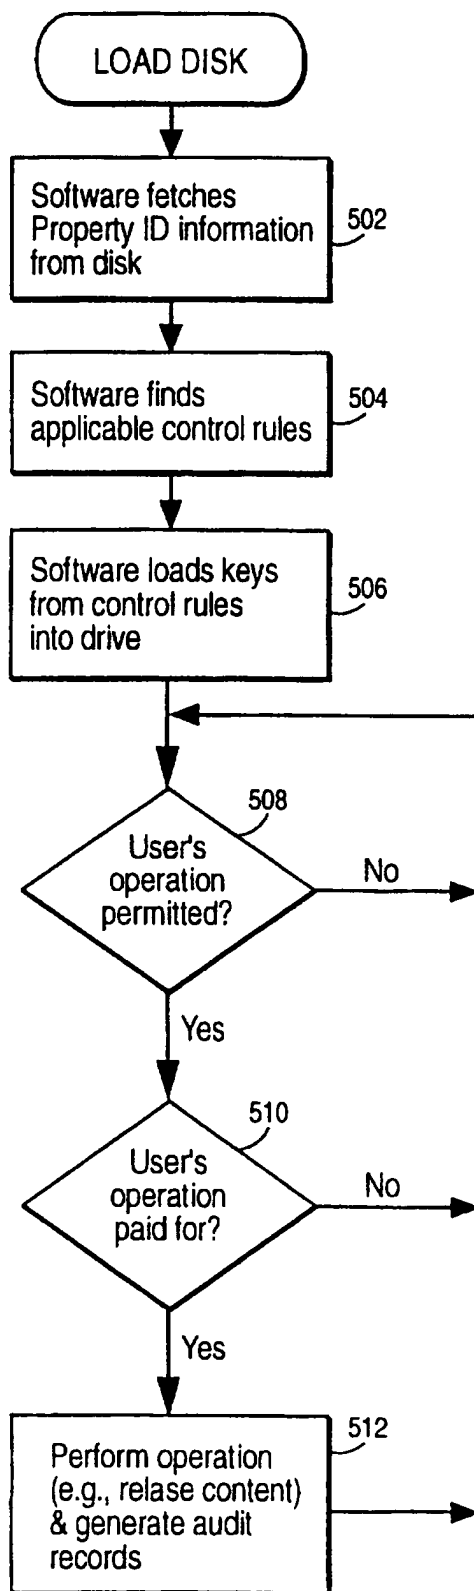 LOAD DISK
Software fetches
Property ID information
from disk
502
Software finds
applicable control rules
504
Software loads keys
from control rules
into drive
506
508
User's
operation
permitted?
No
Yes
510
User's
operation
paid for?
No
Yes
512
Perform operation
(e.g., relase content)
& generate audit
records